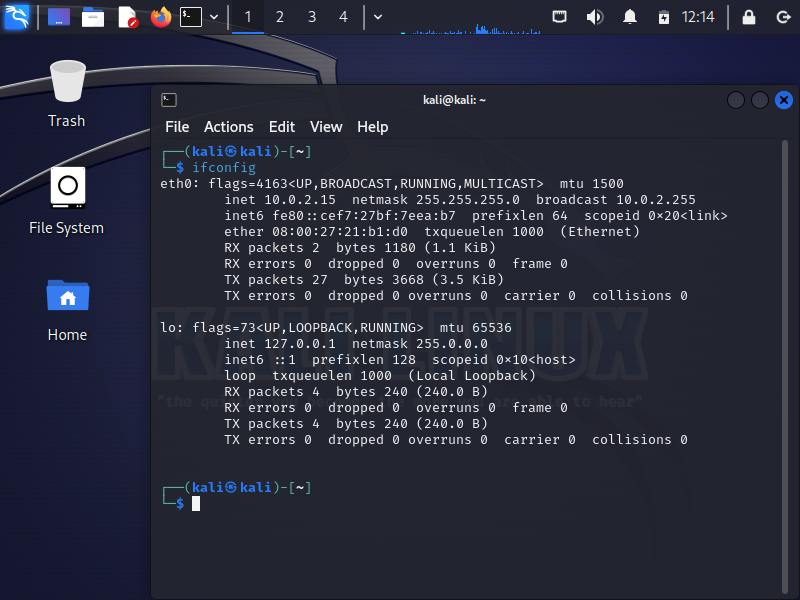 1 2 3 4 12:14
Trash
File System
Home
kali@kali: ~
File Actions Edit View Help
┌──(kali㉿kali)-[~]
└─$ ifconfig
eth0: flags=4163<UP,BROADCAST,RUNNING,MULTICAST>  mtu 1500
        inet 10.0.2.15  netmask 255.255.255.0  broadcast 10.0.2.255
        inet6 fe80::cef7:27bf:7eea:b7  prefixlen 64  scopeid 0×20<link>
        ether 08:00:27:21:b1:d0  txqueuelen 1000  (Ethernet)
        RX packets 2  bytes 1180 (1.1 KiB)
        RX errors 0  dropped 0  overruns 0  frame 0
        TX packets 27  bytes 3668 (3.5 KiB)
        TX errors 0  dropped 0 overruns 0  carrier 0  collisions 0

lo: flags=73<UP,LOOPBACK,RUNNING>  mtu 65536
        inet 127.0.0.1  netmask 255.0.0.0
        inet6 ::1  prefixlen 128  scopeid 0×10<host>
        loop  txqueuelen 1000  (Local Loopback)
        RX packets 4  bytes 240 (240.0 B)
        RX errors 0  dropped 0  overruns 0  frame 0
        TX packets 4  bytes 240 (240.0 B)
        TX errors 0  dropped 0 overruns 0  carrier 0  collisions 0

┌──(kali㉿kali)-[~]
└─$
KALI LINUX